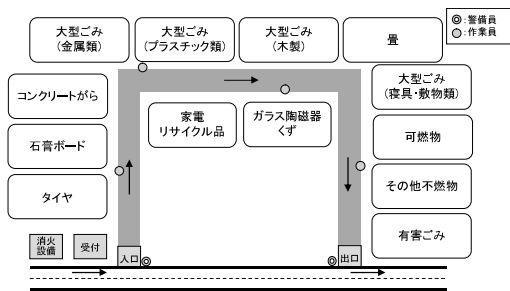 ◎:警備員
○:作業員
大型ごみ
(金属類)
大型ごみ
(プラスチック類)
大型ごみ
(木製)
畳
コンクリートがら
石膏ボード
タイヤ
家電
リサイクル品
ガラス陶磁器
くず
大型ごみ
(寝具・敷物類)
可燃物
その他不燃物
有害ごみ
消火
設備
受付
入口
出口